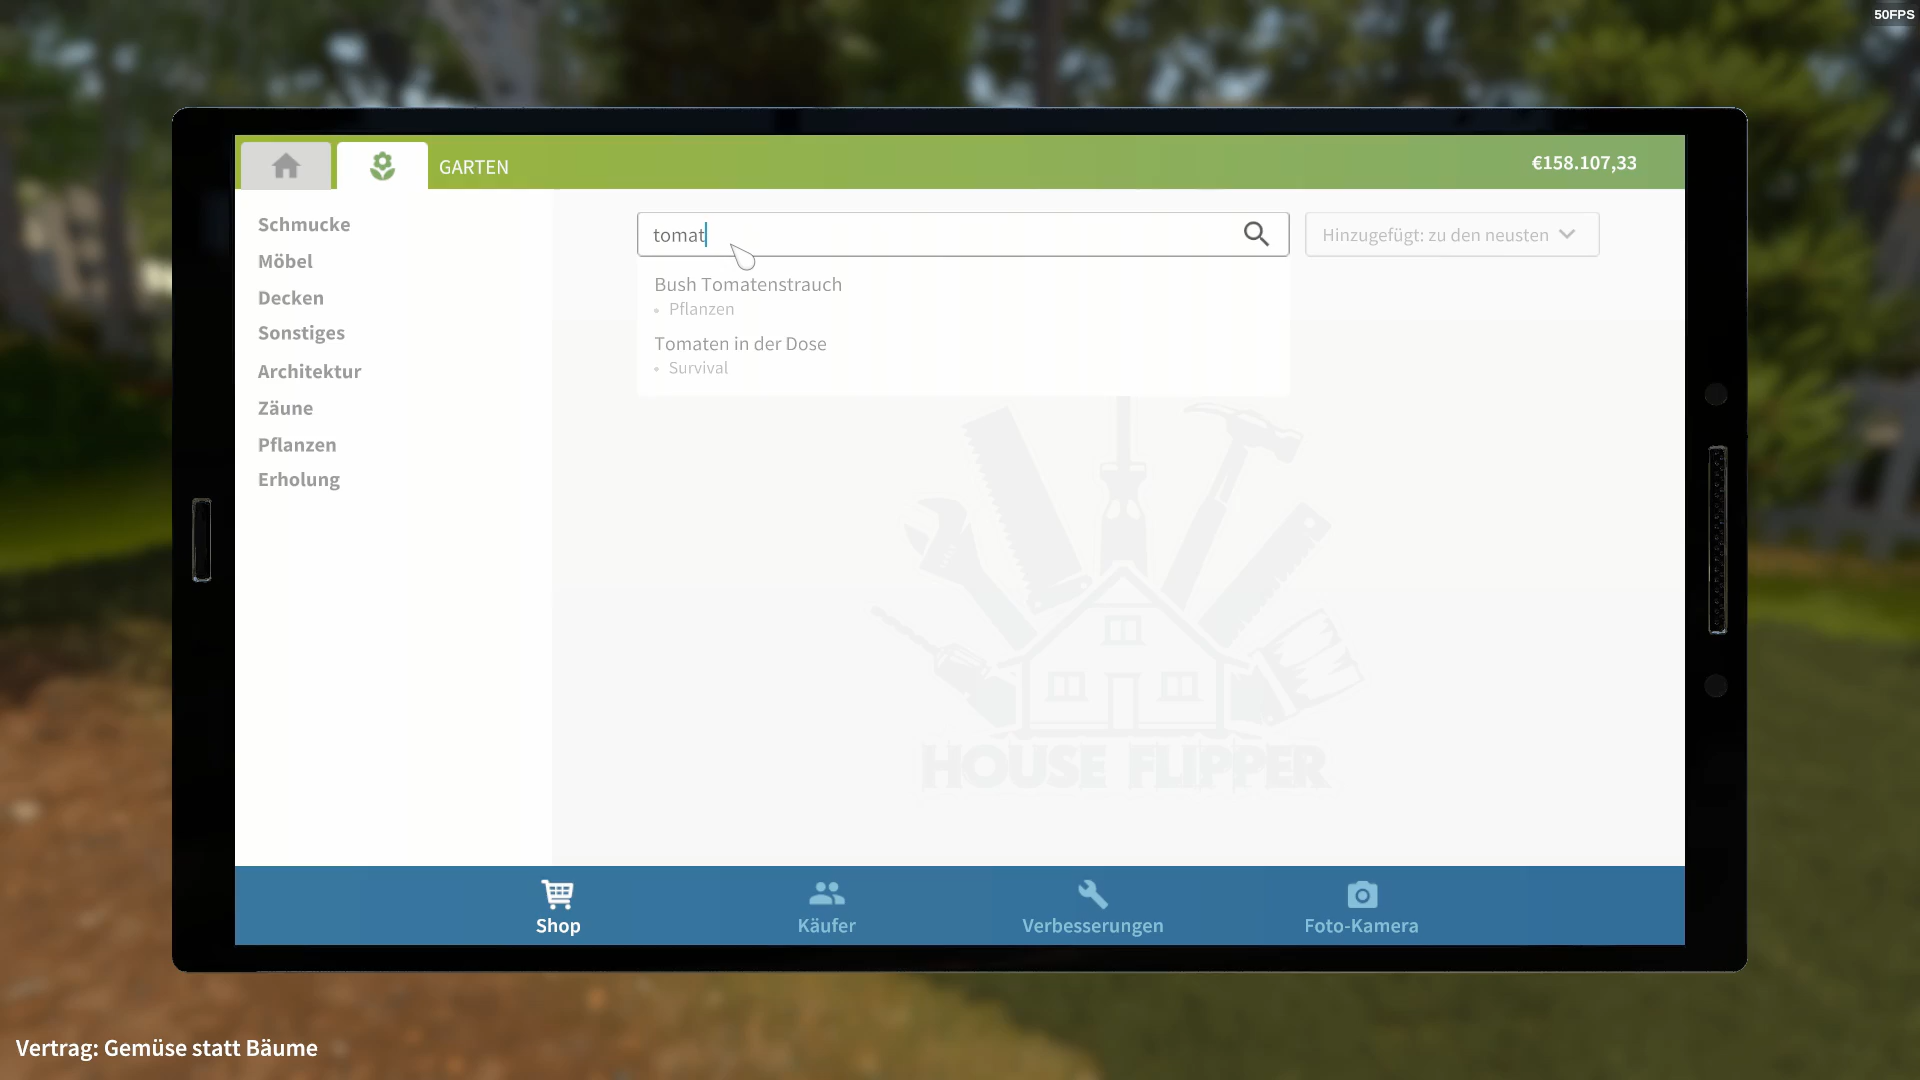 50FPS
GARTEN
€158.107,33
Schmucke
Möbel
Decken
Sonstiges
Architektur
Zäune
Pflanzen
Erholung
tomat
Hinzugefügt: zu den neusten
Bush Tomatenstrauch
• Pflanzen
Tomaten in der Dose
• Survival
HOUSE FLIPPER
Shop
Käufer
Verbesserungen
Foto-Kamera
Vertrag: Gemüse statt Bäume